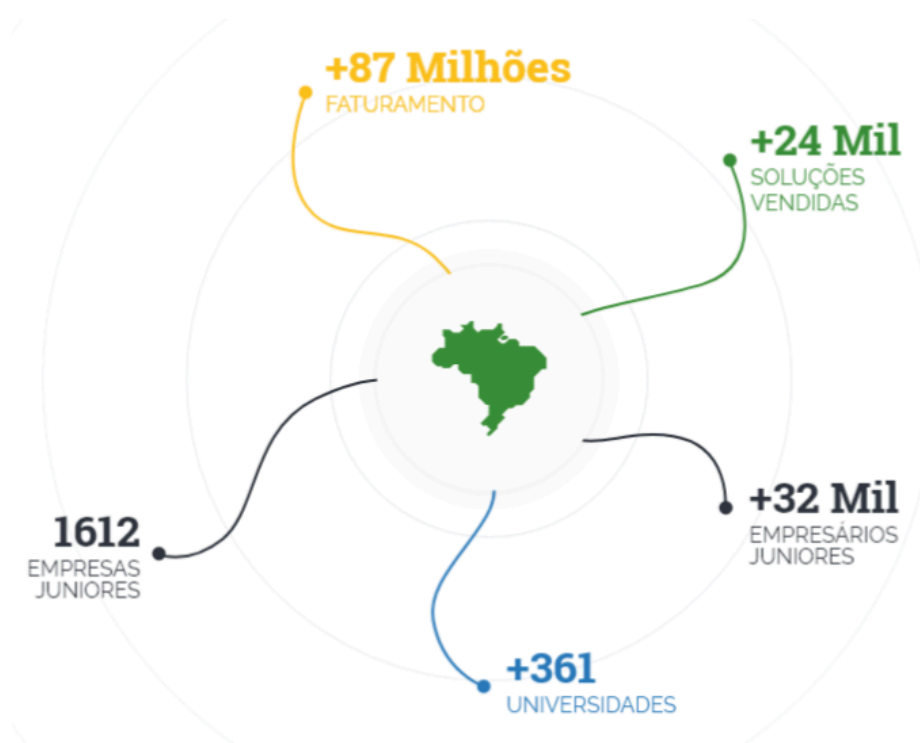 +87 Milhões
FATURAMENTO
+24 Mil
SOLUÇÕES
VENDIDAS
1612
EMPRESAS
JUNIORES
+32 Mil
EMPRESÁRIOS
JUNIORES
+361
UNIVERSIDADES